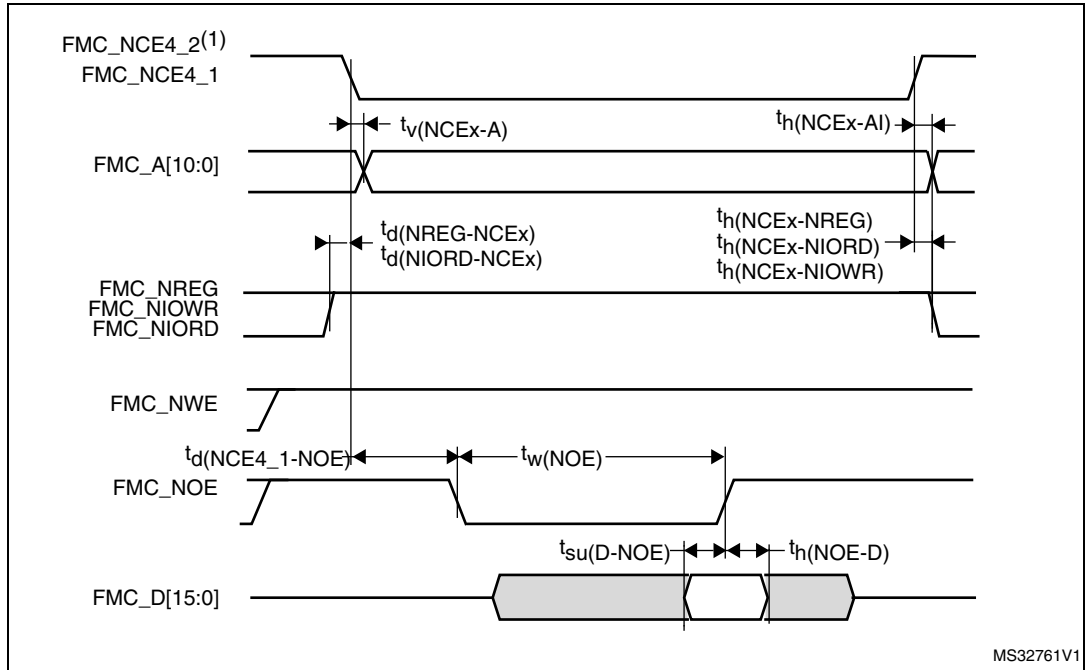 FMC_NCE4_2(1)
FMC_NCE4_1
tv(NCEx-A)
th(NCEx-AI)
FMC_A[10:0]
td(NREG-NCEx)
td(NIORD-NCEx)
th(NCEx-NREG)
th(NCEx-NIORD)
th(NCEx-NIOWR)
FMC_NREG
FMC_NIOWR
FMC_NIORD
FMC_NWE
td(NCE4_1-NOE)
tw(NOE)
FMC_NOE
tsu(D-NOE)
th(NOE-D)
FMC_D[15:0]
MS32761V1